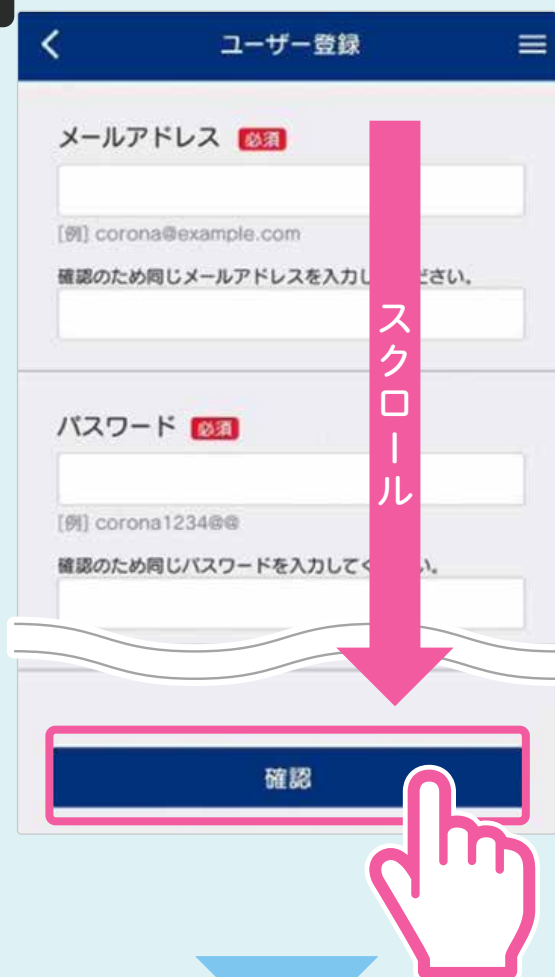 ユーザー登録
メールアドレス 必須
[例] corona@example.com
確認のため同じメールアドレスを入力し ださい。
パスワード 必須
[例] corona1234@@
確認のため同じパスワードを入力してく い。
スクロール
確認